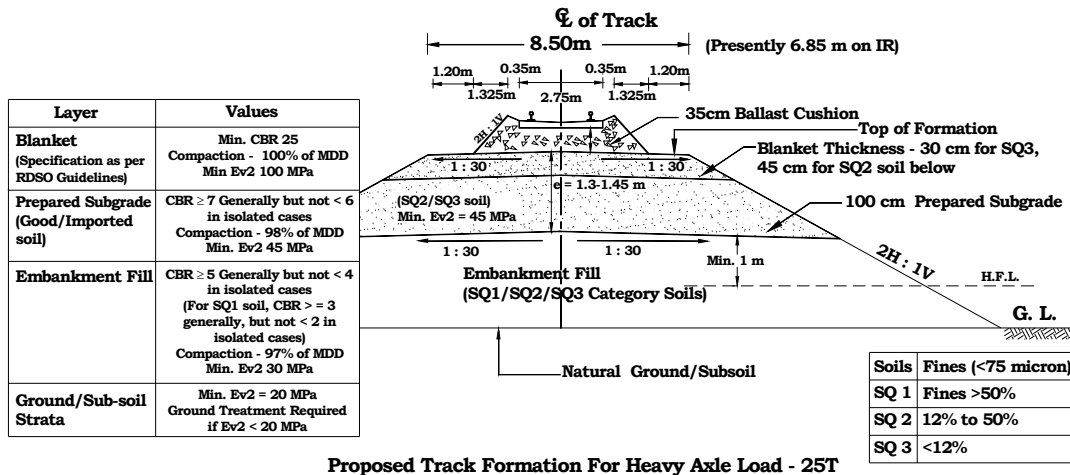 ℄ of Track
8.50m
(Presently 6.85 m on IR)
1.20m 0.35m 0.35m 1.20m
1.325m 2.75m 1.325m
2H : 1V
35cm Ballast Cushion
Top of Formation
Blanket Thickness - 30 cm for SQ3,
45 cm for SQ2 soil below
1 : 30 1 : 30
e = 1.3-1.45 m
(SQ2/SQ3 soil)
Min. Ev2 = 45 MPa
100 cm Prepared Subgrade
1 : 30 1 : 30
Min. 1 m
2H : 1V
H.F.L.
Embankment Fill
(SQ1/SQ2/SQ3 Category Soils)
G. L.
Natural Ground/Subsoil
Layer Values
Blanket
(Specification as per
RDSO Guidelines)
Min. CBR 25
Compaction - 100% of MDD
Min Ev2 100 MPa
Prepared Subgrade
(Good/Imported
soil)
CBR ≥ 7 Generally but not < 6
in isolated cases
Compaction - 98% of MDD
Min. Ev2 45 MPa
Embankment Fill
CBR ≥ 5 Generally but not < 4
in isolated cases
(For SQ1 soil, CBR > = 3
generally, but not < 2 in
isolated cases)
Compaction - 97% of MDD
Min. Ev2 30 MPa
Ground/Sub-soil
Strata
Min. Ev2 = 20 MPa
Ground Treatment Required
if Ev2 < 20 MPa
Soils Fines (<75 micron)
SQ 1 Fines >50%
SQ 2 12% to 50%
SQ 3 <12%
Proposed Track Formation For Heavy Axle Load - 25T